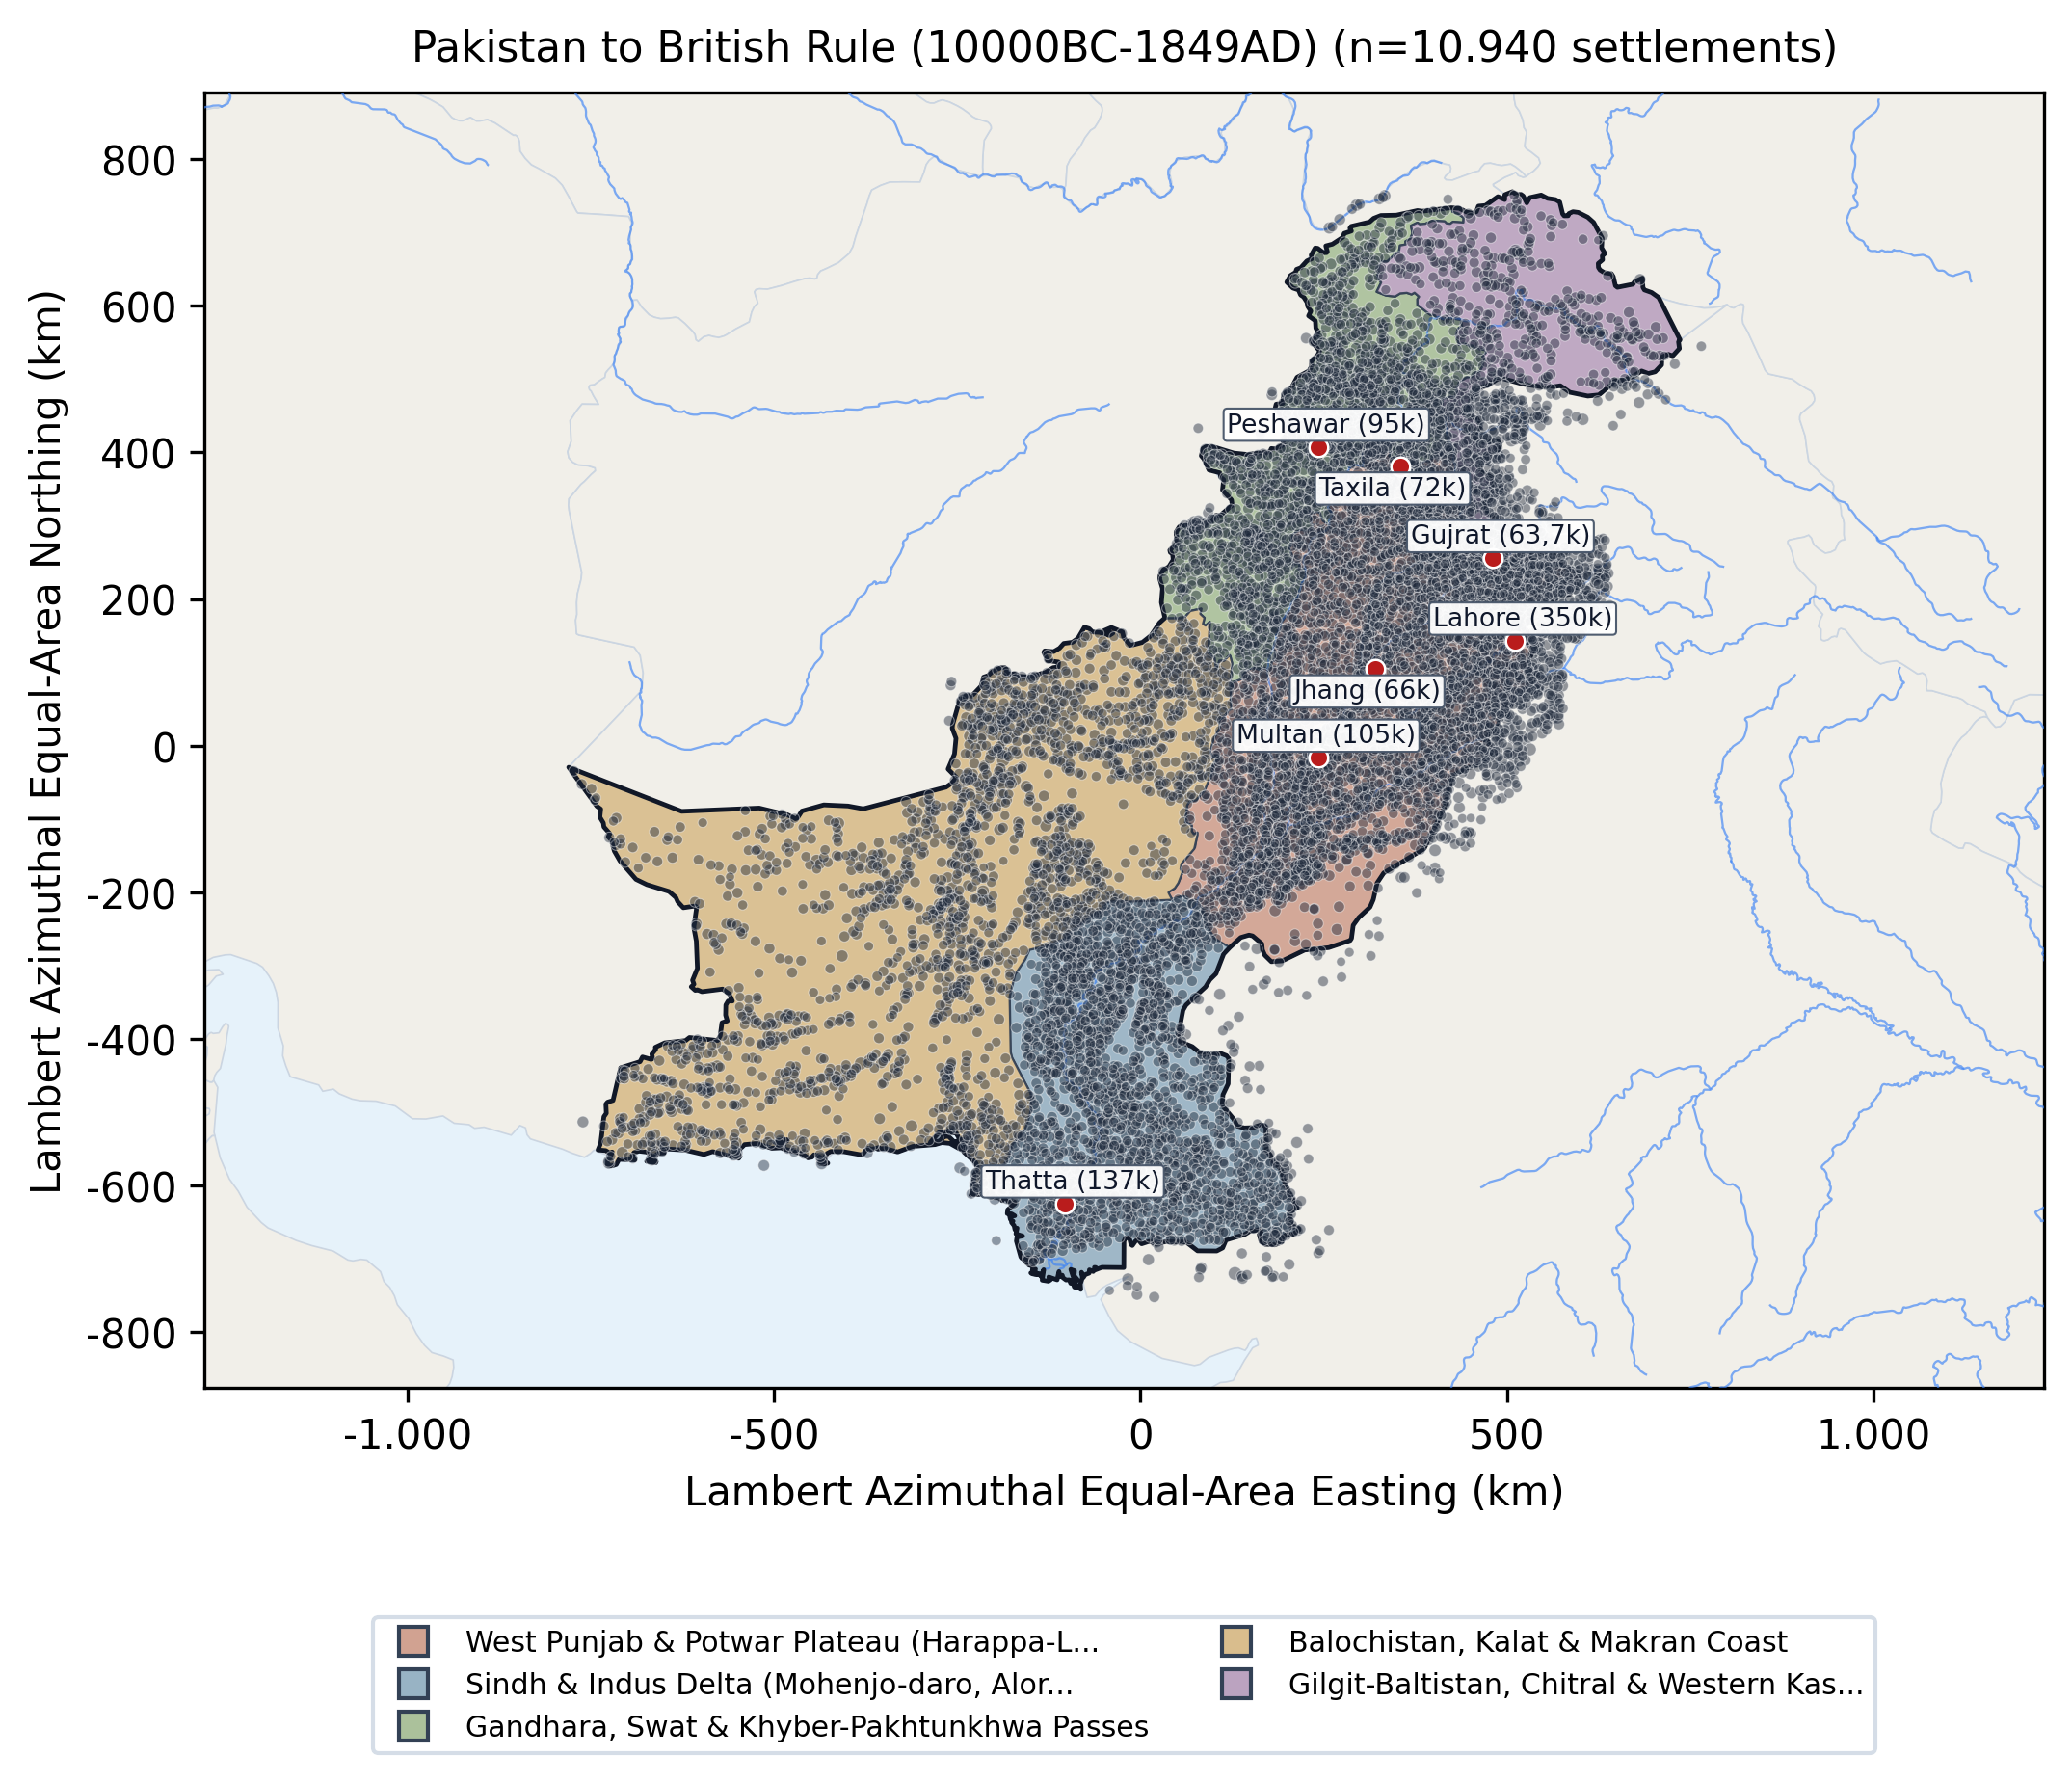 Pakistan to British Rule (10000BC-1849AD) (n=10.940 settlements)
Lambert Azimuthal Equal-Area Northing (km)
800
600
400
200
0
-200
-400
-600
-800
Peshawar (95k)
Taxila (72k)
Gujrat (63,7k)
Lahore (350k)
Jhang (66k)
Multan (105k)
Thatta (137k)
-1.000
-500
0
500
1.000
Lambert Azimuthal Equal-Area Easting (km)
West Punjab & Potwar Plateau (Harappa-L...
Sindh & Indus Delta (Mohenjo-daro, Alor...
Gandhara, Swat & Khyber-Pakhtunkhwa Passes
Balochistan, Kalat & Makran Coast
Gilgit-Baltistan, Chitral & Western Kas...